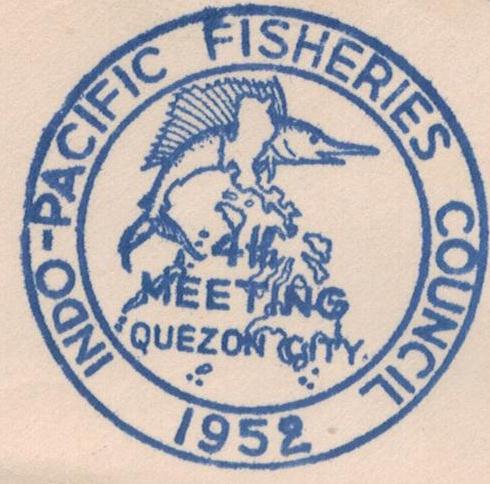 INDO-PACIFIC FISHERIES COUNCIL
4th
MEETING
QUEZON CITY.
1952